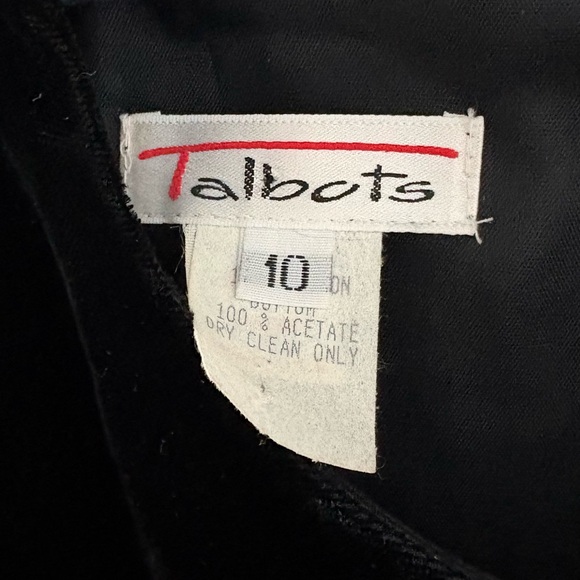 Talbots
10
BOTTOM
100 % ACETATE
DRY CLEAN ONLY